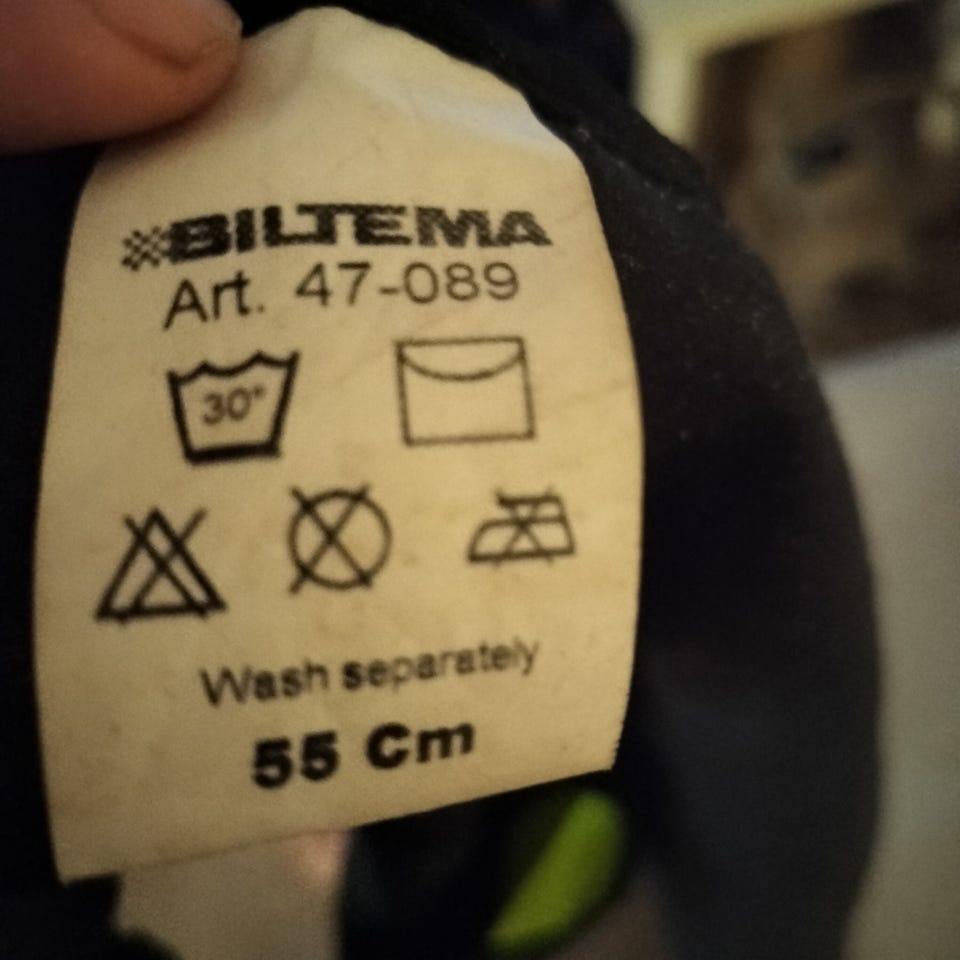 BILTEMA
Art. 47-089
30°
Wash separately
55 Cm